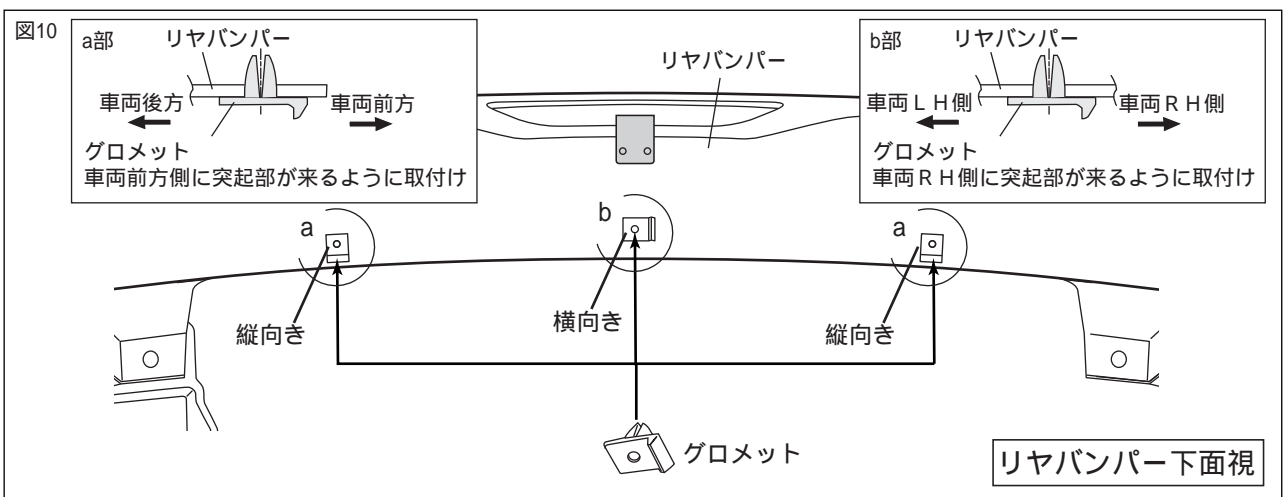 図10
a部
リヤバンパー
車両後方
車両前方
グロメット
車両前方側に突起部が来るように取付け
リヤバンパー
b部
リヤバンパー
車両ＬＨ側
車両ＲＨ側
グロメット
車両ＲＨ側に突起部が来るように取付け
a
b
a
縦向き
横向き
縦向き
グロメット
リヤバンパー下面視